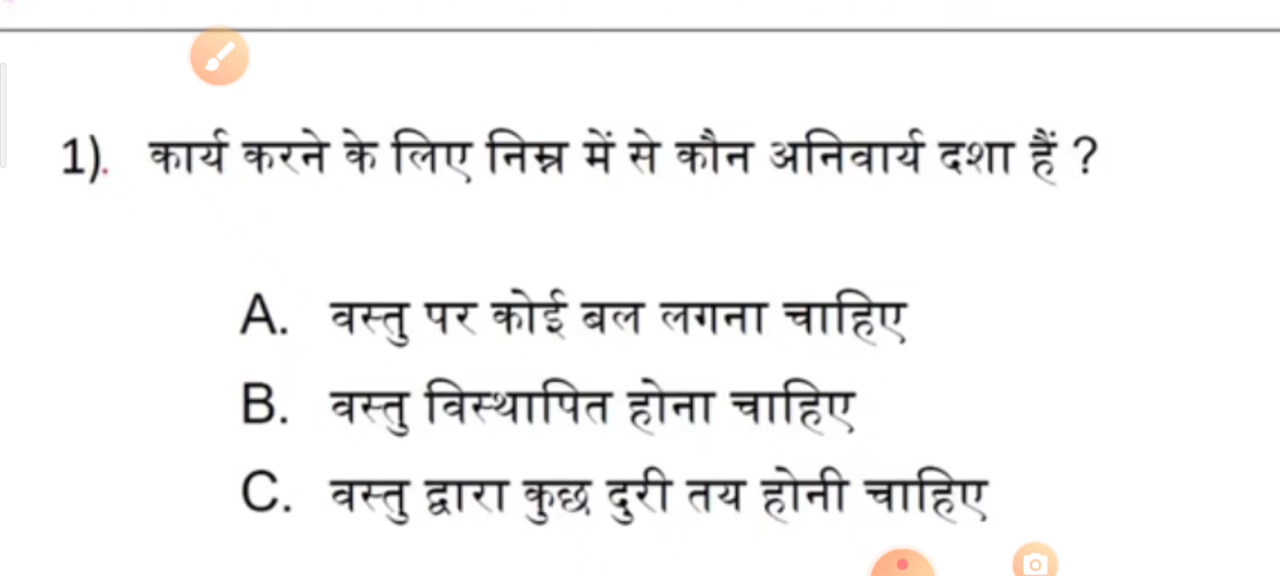 1). कार्य करने के लिए निम्न में से कौन अनिवार्य दशा हैं ?
A. वस्तु पर कोई बल लगना चाहिए
B. वस्तु विस्थापित होना चाहिए
C. वस्तु द्वारा कुछ दुरी तय होनी चाहिए